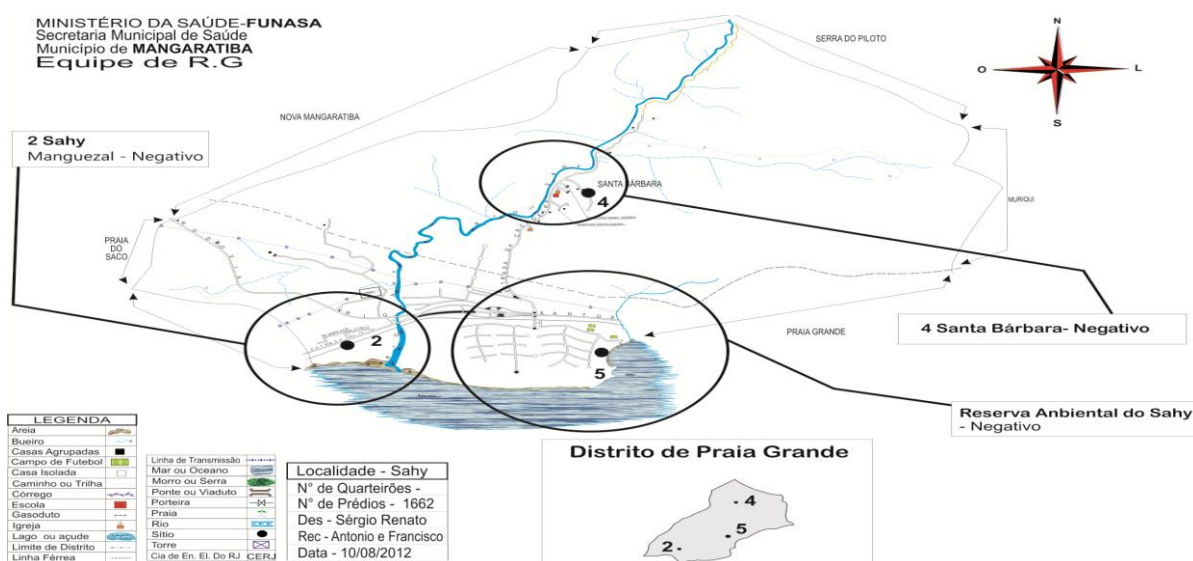 MINISTÉRIO DA SAÚDE-FUNASA
Secretaria Municipal de Saúde
Município de MANGARATIBA
Equipe de R.G
SERRA DO PILOTO
N
O
L
S
NOVA MANGARATIBA
2 Sahy
Manguezal - Negativo
SANTA BÁRBARA
4
MURIQUI
PRAIA
DO
SACO
PRAIA GRANDE
4 Santa Bárbara- Negativo
2
5
Reserva Anbiental do Sahy
- Negativo
LEGENDA
Areia
Bueiro
Casas Agrupadas
Campo de Futebol
Casa Isolada
Caminho ou Trilha
Córrego
Escola
Gasoduto
Igreja
Lago ou açude
Limite de Distrito
Linha Férrea
Linha de Transmissão
Mar ou Oceano
Morro ou Serra
Ponte ou Viaduto
Porteira
Praia
Rio
Sítio
Torre
Cia de En. El. Do RJ CERJ
Localidade - Sahy
N° de Quarteirões -
N° de Prédios - 1662
Des - Sérgio Renato
Rec - Antonio e Francisco
Data - 10/08/2012
Distrito de Praia Grande
4
5
2